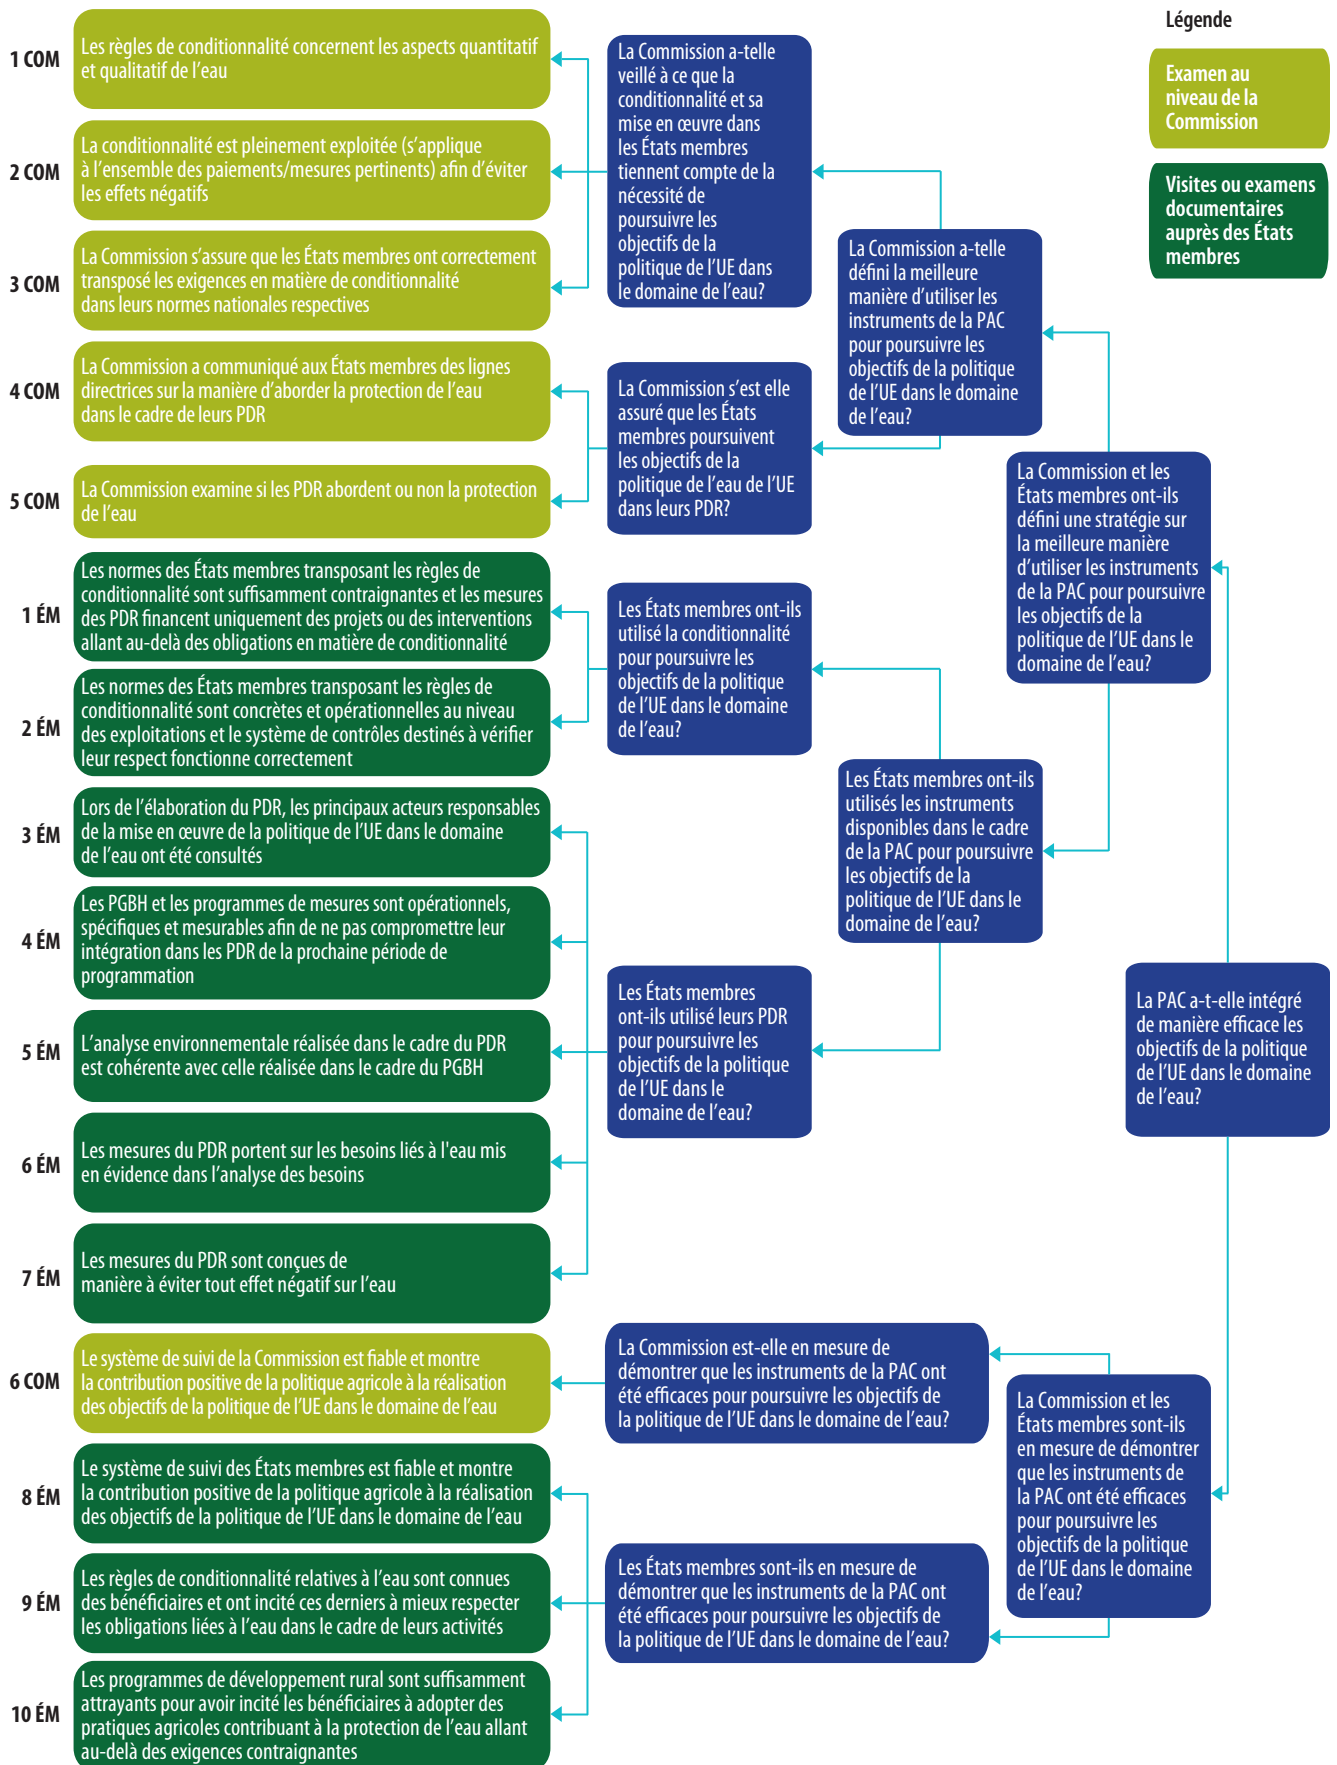 Légende
Examen au
niveau de la
Commission
Visites ou examens
documentaires
auprès des États
membres
1 COM
Les règles de conditionnalité concernent les aspects quantitatif
et qualitatif de l’eau
2 COM
La conditionnalité est pleinement exploitée (s’applique
à l’ensemble des paiements/mesures pertinents) afin d’éviter
les effets négatifs
3 COM
La Commission s’assure que les États membres ont correctement
transposé les exigences en matière de conditionnalité
dans leurs normes nationales respectives
4 COM
La Commission a communiqué aux États membres des lignes
directrices sur la manière d’aborder la protection de l’eau
dans le cadre de leurs PDR
5 COM
La Commission examine si les PDR abordent ou non la protection
de l’eau
1 ÉM
Les normes des États membres transposant les règles de
conditionnalité sont suffisamment contraignantes et les mesures
des PDR financent uniquement des projets ou des interventions
allant au-delà des obligations en matière de conditionnalité
2 ÉM
Les normes des États membres transposant les règles de
conditionnalité sont concrètes et opérationnelles au niveau
des exploitations et le système de contrôles destinés à vérifier
leur respect fonctionne correctement
3 ÉM
Lors de l’élaboration du PDR, les principaux acteurs responsables
de la mise en œuvre de la politique de l’UE dans le domaine
de l’eau ont été consultés
4 ÉM
Les PGBH et les programmes de mesures sont opérationnels,
spécifiques et mesurables afin de ne pas compromettre leur
intégration dans les PDR de la prochaine période de
programmation
5 ÉM
L’analyse environnementale réalisée dans le cadre du PDR
est cohérente avec celle réalisée dans le cadre du PGBH
6 ÉM
Les mesures du PDR portent sur les besoins liés à l'eau mis
en évidence dans l’analyse des besoins
7 ÉM
Les mesures du PDR sont conçues de
manière à éviter tout effet négatif sur l’eau
6 COM
Le système de suivi de la Commission est fiable et montre
la contribution positive de la politique agricole à la réalisation
des objectifs de la politique de l’UE dans le domaine de l’eau
8 ÉM
Le système de suivi des États membres est fiable et montre
la contribution positive de la politique agricole à la réalisation
des objectifs de la politique de l’UE dans le domaine de l’eau
9 ÉM
Les règles de conditionnalité relatives à l’eau sont connues
des bénéficiaires et ont incité ces derniers à mieux respecter
les obligations liées à l’eau dans le cadre de leurs activités
10 ÉM
Les programmes de développement rural sont suffisamment
attrayants pour avoir incité les bénéficiaires à adopter des
pratiques agricoles contribuant à la protection de l’eau allant
au-delà des exigences contraignantes
La Commission a-telle
veillé à ce que la
conditionnalité et sa
mise en œuvre dans
les États membres
tiennent compte de la
nécessité de
poursuivre les
objectifs de la
politique de l’UE dans
le domaine de l’eau?
La Commission s’est elle
assuré que les États
membres poursuivent
les objectifs de la
politique de l’eau de l’UE
dans leurs PDR?
Les États membres ont-ils
utilisé la conditionnalité
pour poursuivre les
objectifs de la politique
de l’UE dans le domaine
de l’eau?
Les États membres
ont-ils utilisé leurs PDR
pour poursuivre les
objectifs de la politique
de l’UE dans le
domaine de l’eau?
La Commission est-elle en mesure de
démontrer que les instruments de la PAC ont
été efficaces pour poursuivre les objectifs de
la politique de l’UE dans le domaine de l’eau?
Les États membres sont-ils en mesure de
démontrer que les instruments de la PAC ont
été efficaces pour poursuivre les objectifs de
la politique de l’UE dans le domaine de l’eau?
La Commission a-telle
défini la meilleure
manière d’utiliser les
instruments de la PAC
pour poursuivre les
objectifs de la politique
de l’UE dans le domaine
de l’eau?
Les États membres ont-ils
utilisés les instruments
disponibles dans le cadre
de la PAC pour poursuivre
les objectifs de la
politique de l’UE dans le
domaine de l’eau?
La Commission et les
États membres ont-ils
défini une stratégie sur
la meilleure manière
d’utiliser les instruments
de la PAC pour poursuivre
les objectifs de la
politique de l’UE dans le
domaine de l’eau?
La Commission et les
États membres sont-ils
en mesure de démontrer
que les instruments de
la PAC ont été efficaces
pour poursuivre les
objectifs de la politique
de l’UE dans le domaine
de l’eau?
La PAC a-t-elle intégré
de manière efficace les
objectifs de la politique
de l’UE dans le domaine
de l’eau?